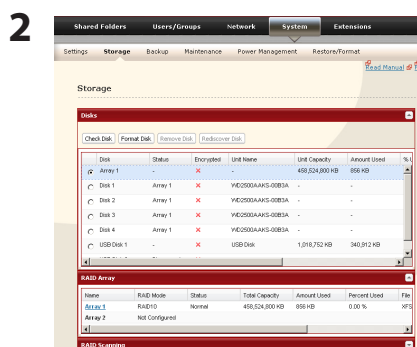 2
Shared Folders Users/Groups Network System Extensions
Settings Storage Backup Maintenance Power Management Restore/Format
Read Manual
Storage
Disks
Check Disk Format Disk Remove Disk Rediscover Disk
Disk Status Encrypted Unit Name Unit Capacity Amount Used
Array 1 - - 458,524,800 KB 856 KB
Disk 1 Array 1 WD2500AAKS-00B3A - -
Disk 2 Array 1 WD2500AAKS-00B3A - -
Disk 3 Array 1 WD2500AAKS-00B3A - -
Disk 4 Array 1 WD2500AAKS-00B3A - -
USB Disk 1 - USB Disk 1,018,752 KB 340,912 KB
RAID Array
Name RAID Mode Status Total Capacity Amount Used Percent Used File
Array 1 RAID10 Normal 458,524,800 KB 856 KB 0.00 % XFS
Array 2 Not Configured
RAID Scanning